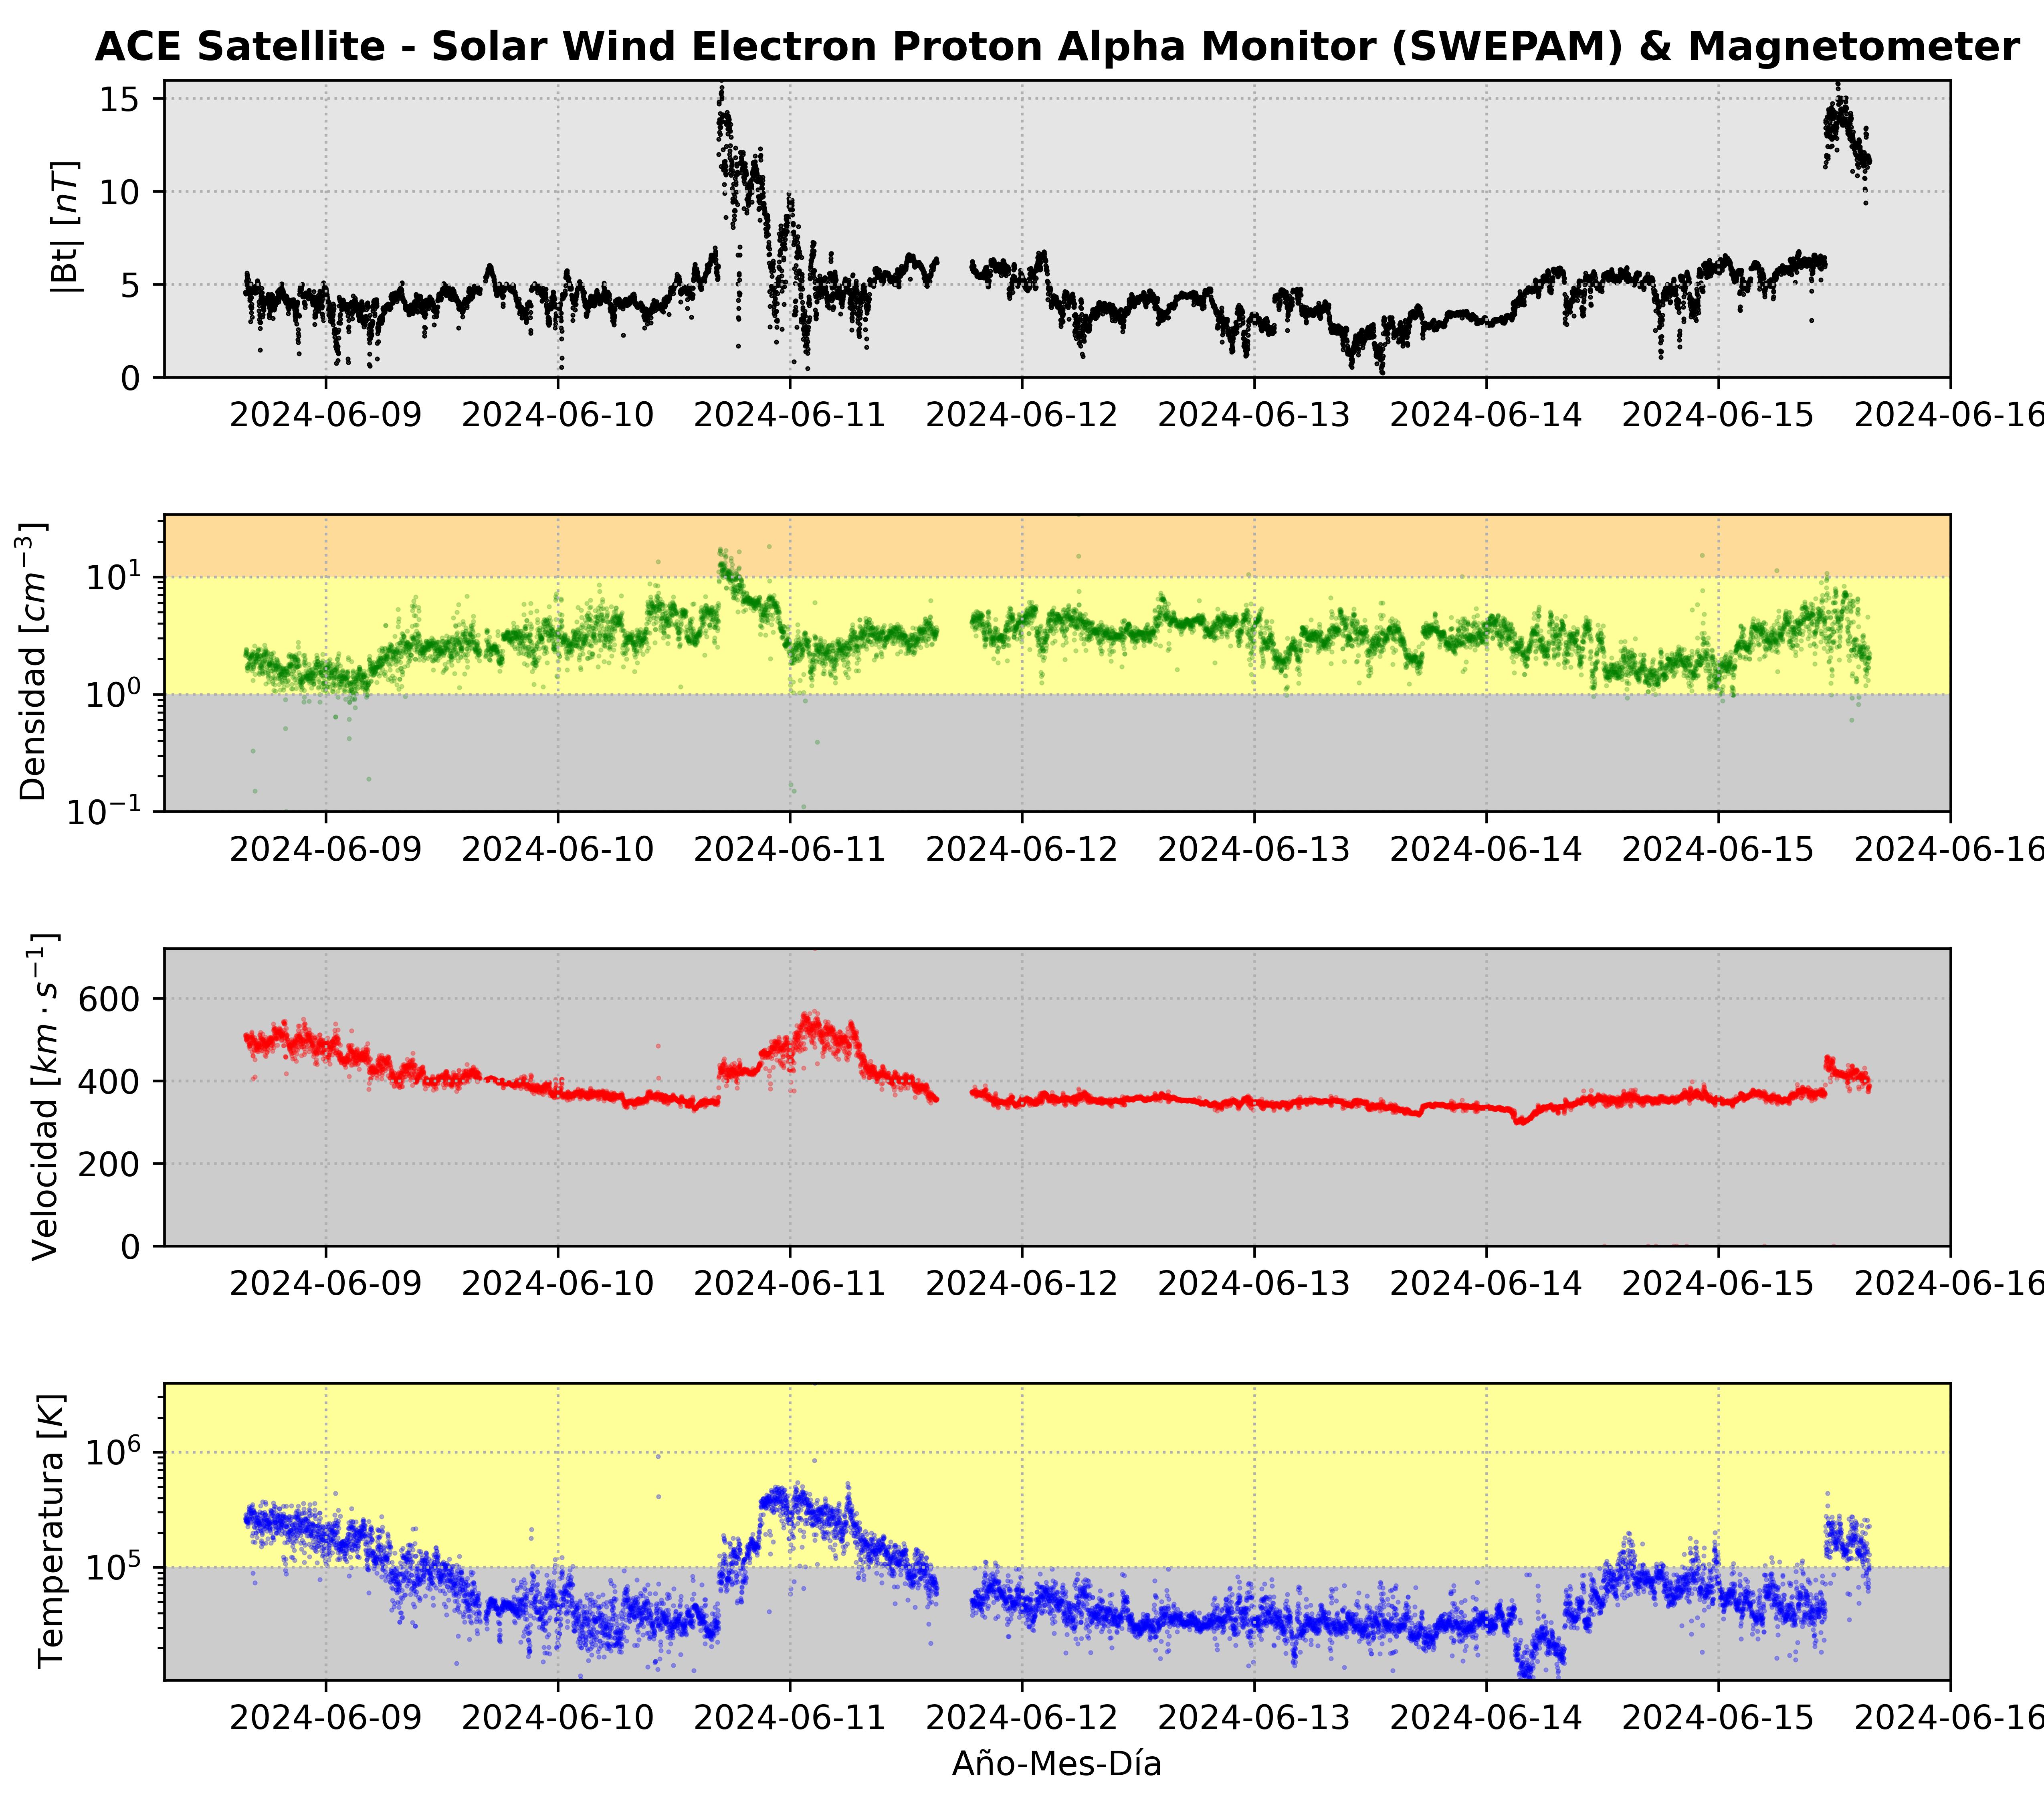 ACE Satellite - Solar Wind Electron Proton Alpha Monitor (SWEPAM) & Magnetometer
|Bt| [nT]
15
10
5
0
2024-06-09 2024-06-10 2024-06-11 2024-06-12 2024-06-13 2024-06-14 2024-06-15 2024-06-16
Densidad [cm⁻³]
10¹
10⁰
10⁻¹
2024-06-09 2024-06-10 2024-06-11 2024-06-12 2024-06-13 2024-06-14 2024-06-15 2024-06-16
Velocidad [km · s⁻¹]
600
400
200
0
2024-06-09 2024-06-10 2024-06-11 2024-06-12 2024-06-13 2024-06-14 2024-06-15 2024-06-16
Temperatura [K]
10⁶
10⁵
2024-06-09 2024-06-10 2024-06-11 2024-06-12 2024-06-13 2024-06-14 2024-06-15 2024-06-16
Año-Mes-Día